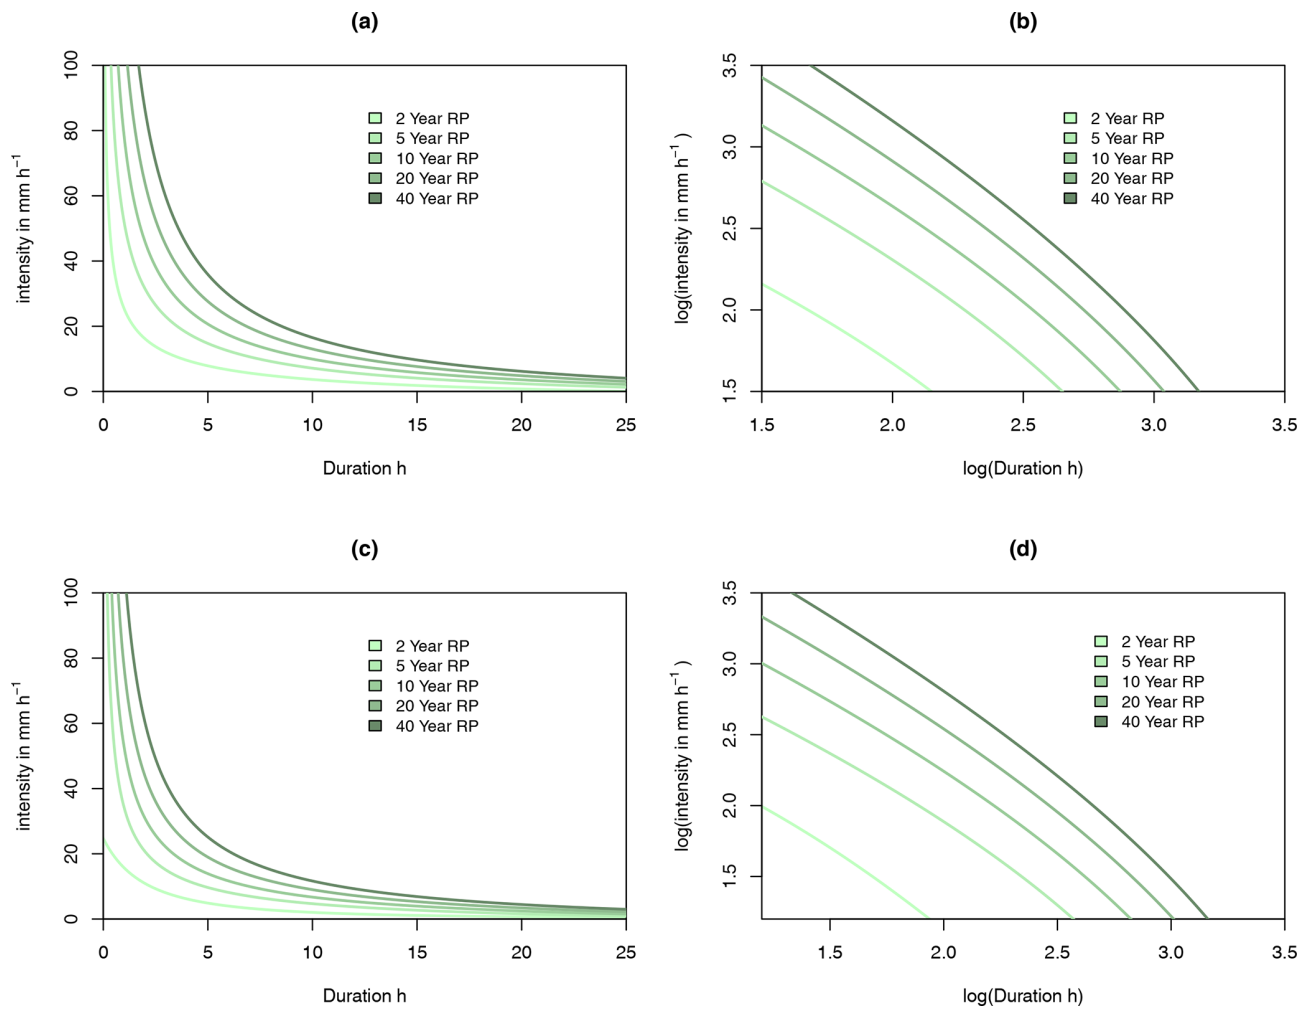 (a)
100
80
60
40
20
0
intensity in mm h⁻¹
2 Year RP
5 Year RP
10 Year RP
20 Year RP
40 Year RP
0 5 10 15 20 25
Duration h
(b)
3.5
3.0
2.5
2.0
1.5
log(intensity in mm h⁻¹ )
2 Year RP
5 Year RP
10 Year RP
20 Year RP
40 Year RP
1.5 2.0 2.5 3.0 3.5
log(Duration h)
(c)
100
80
60
40
20
0
intensity in mm h⁻¹
2 Year RP
5 Year RP
10 Year RP
20 Year RP
40 Year RP
0 5 10 15 20 25
Duration h
(d)
3.5
3.0
2.5
2.0
1.5
log(intensity in mm h⁻¹ )
2 Year RP
5 Year RP
10 Year RP
20 Year RP
40 Year RP
1.5 2.0 2.5 3.0 3.5
log(Duration h)